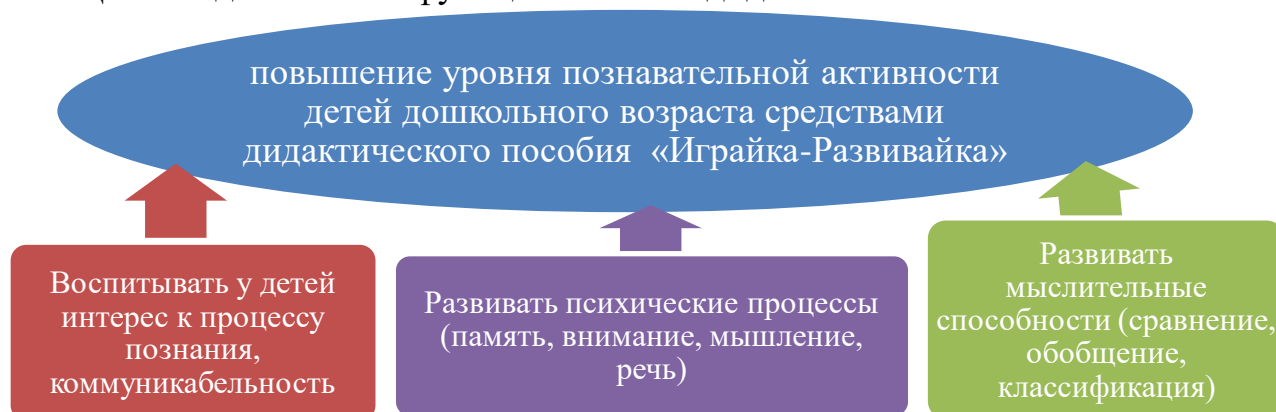 повышение уровня познавательной активности
детей дошкольного возраста средствами
дидактического пособия «Играйка-Развивайка»
Воспитывать у детей
интерес к процессу
познания,
коммуникабельность
Развивать психические процессы
(память, внимание, мышление,
речь)
Развивать
мыслительные
способности (сравнение,
обобщение,
классификация)